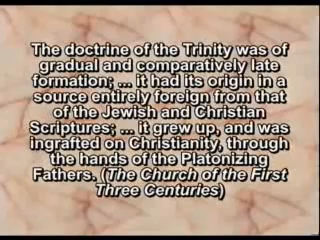 The doctrine of the Trinity was of
gradual and comparatively late
formation; ... it had its origin in a
source entirely foreign from that
of the Jewish and Christian
Scriptures; ... it grew up, and was
ingrafted on Christianity, through
the hands of the Platonizing
Fathers. (The Church of the First
Three Centuries)